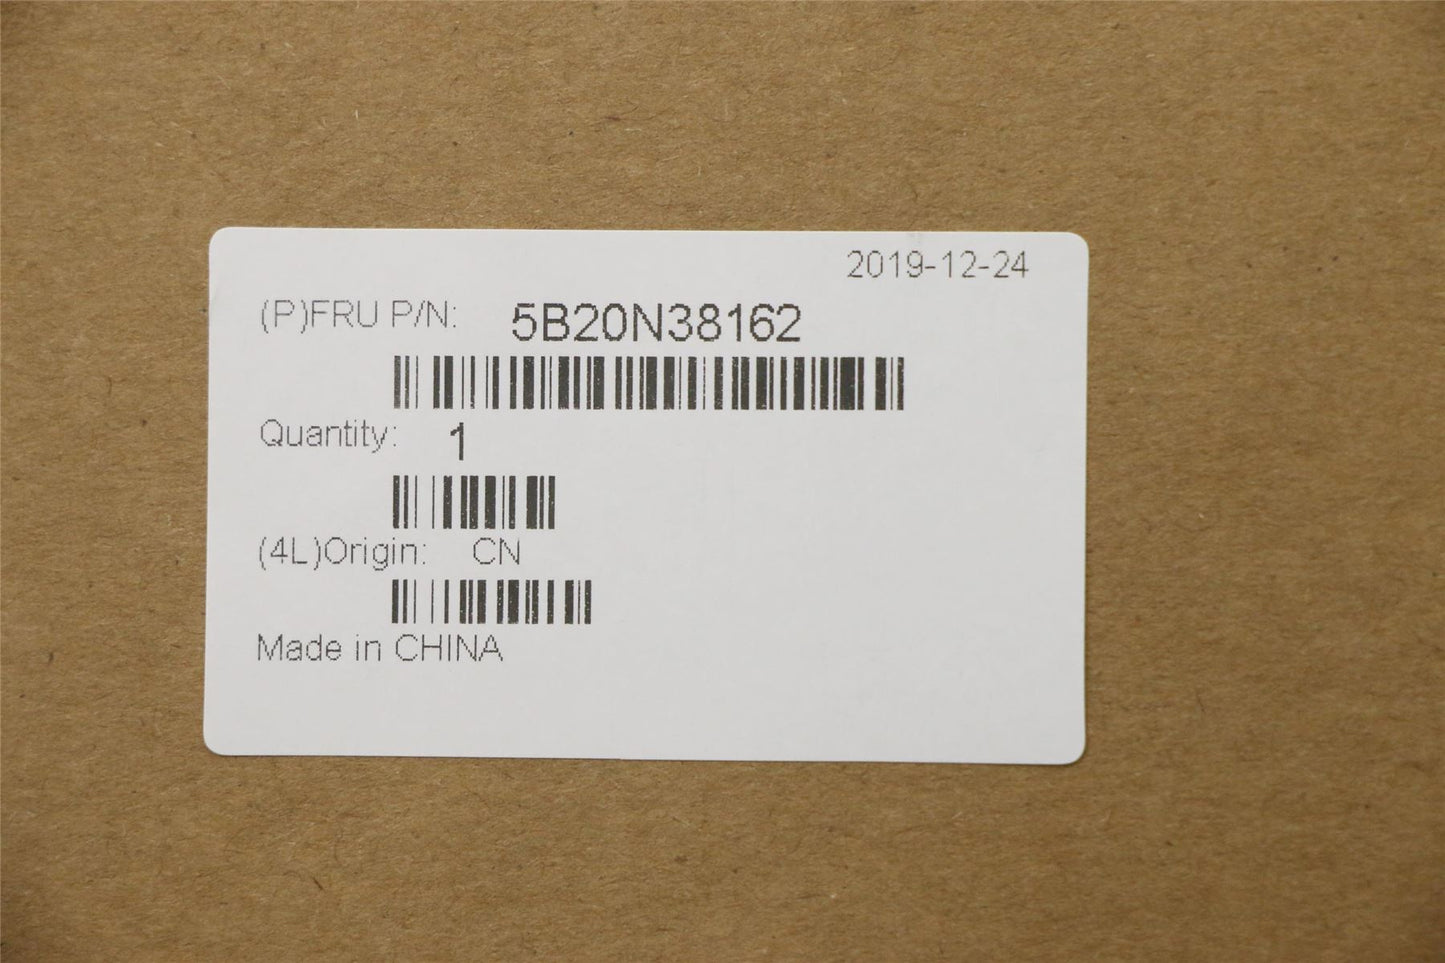 2019-12-24
(P)FRU P/N: 5B20N38162
Quantity: 1
(4L)Origin: CN
Made in CHINA